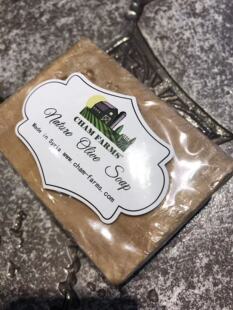 CHAM FARMS
Nature Olive Soap
Made in Syria www.cham-farms.com